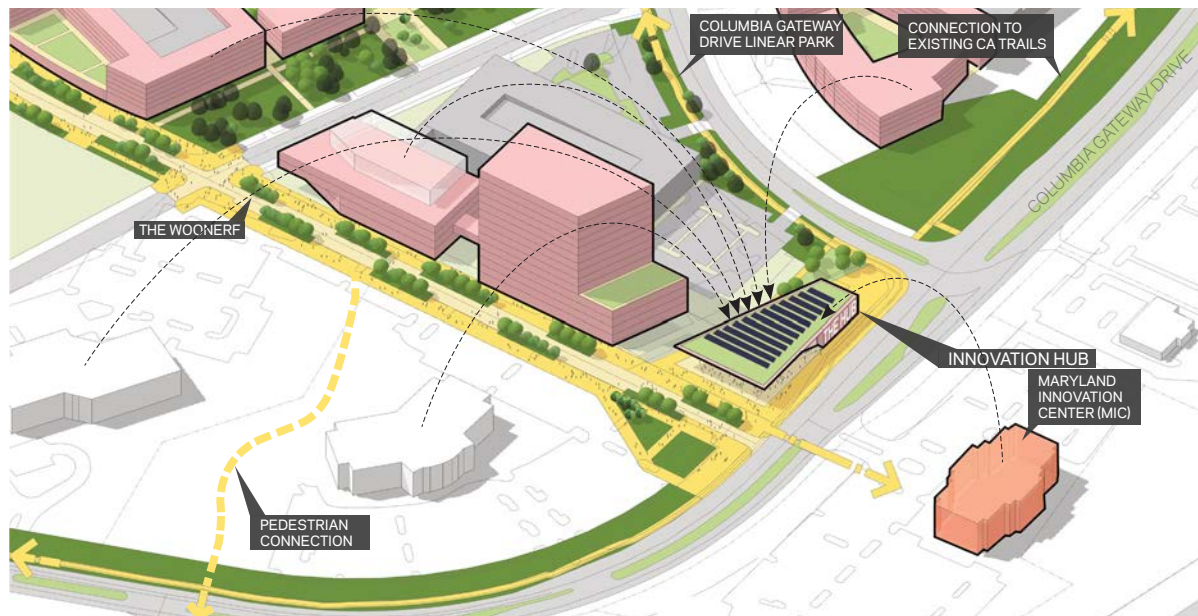 COLUMBIA GATEWAY
DRIVE LINEAR PARK
CONNECTION TO
EXISTING CA TRAILS
COLUMBIA GATEWAY DRIVE
THE WOONERF
THE HUB
INNOVATION HUB
MARYLAND
INNOVATION
CENTER (MIC)
PEDESTRIAN
CONNECTION